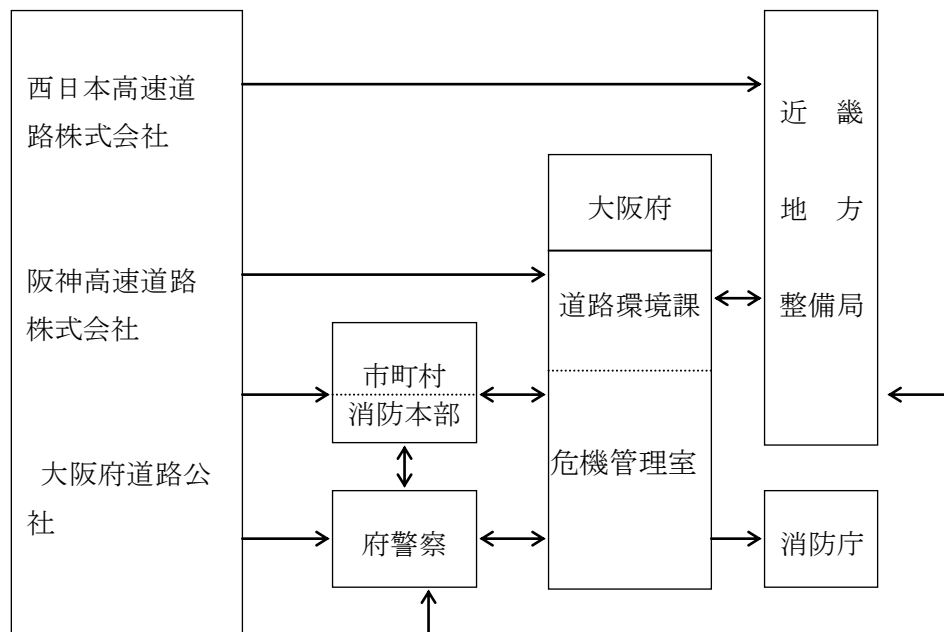 西日本高速道
路株式会社
阪神高速道路
株式会社
大阪府道路公
社
市町村
消防本部
府警察
大阪府
道路環境課
危機管理室
近　畿
地　方
整備局
消防庁